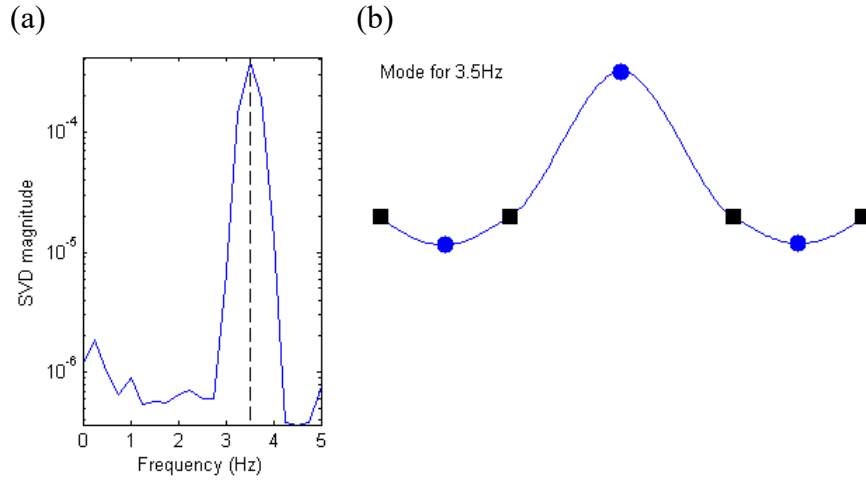 (a)
(b)
Mode for 3.5Hz
SVD magnitude
10^-4
10^-5
10^-6
0 1 2 3 4 5
Frequency (Hz)